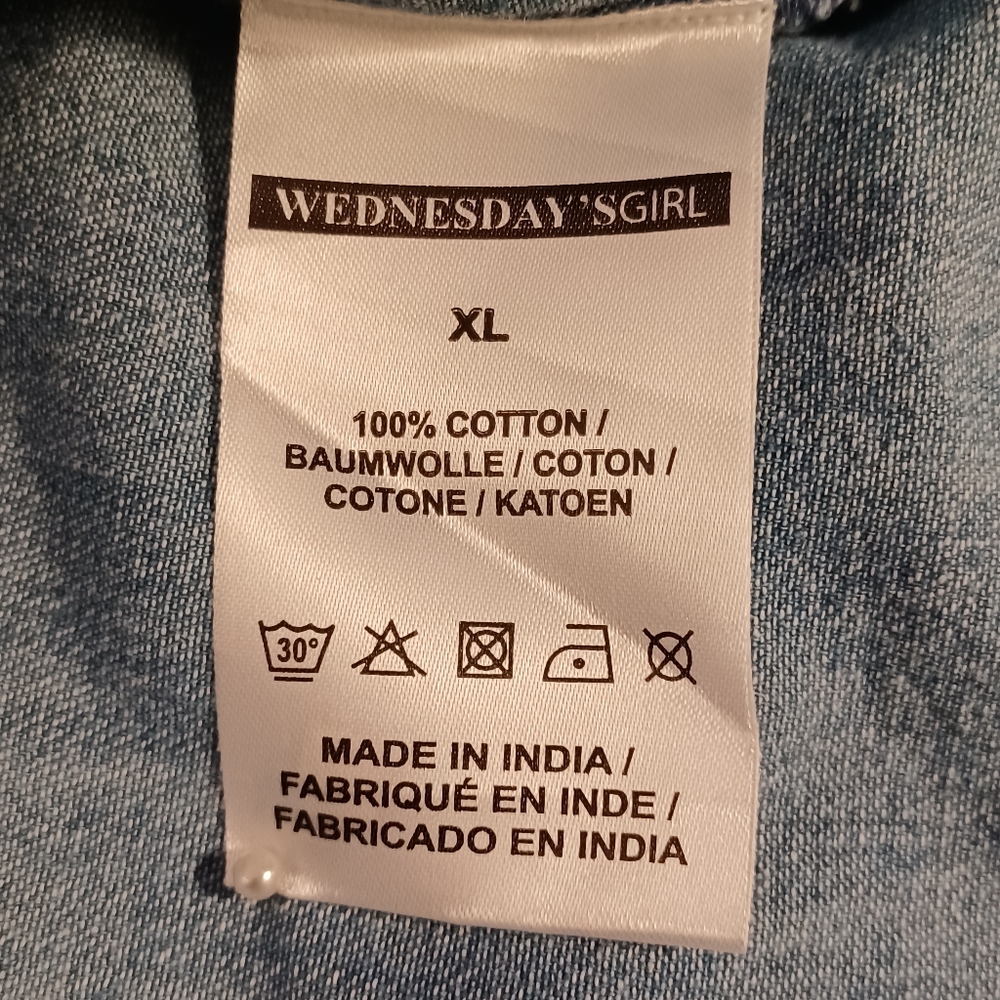 WEDNESDAY'SGIRL
XL
100% COTTON /
BAUMWOLLE / COTON /
COTONE / KATOEN
30°
MADE IN INDIA /
FABRIQUÉ EN INDE /
FABRICADO EN INDIA